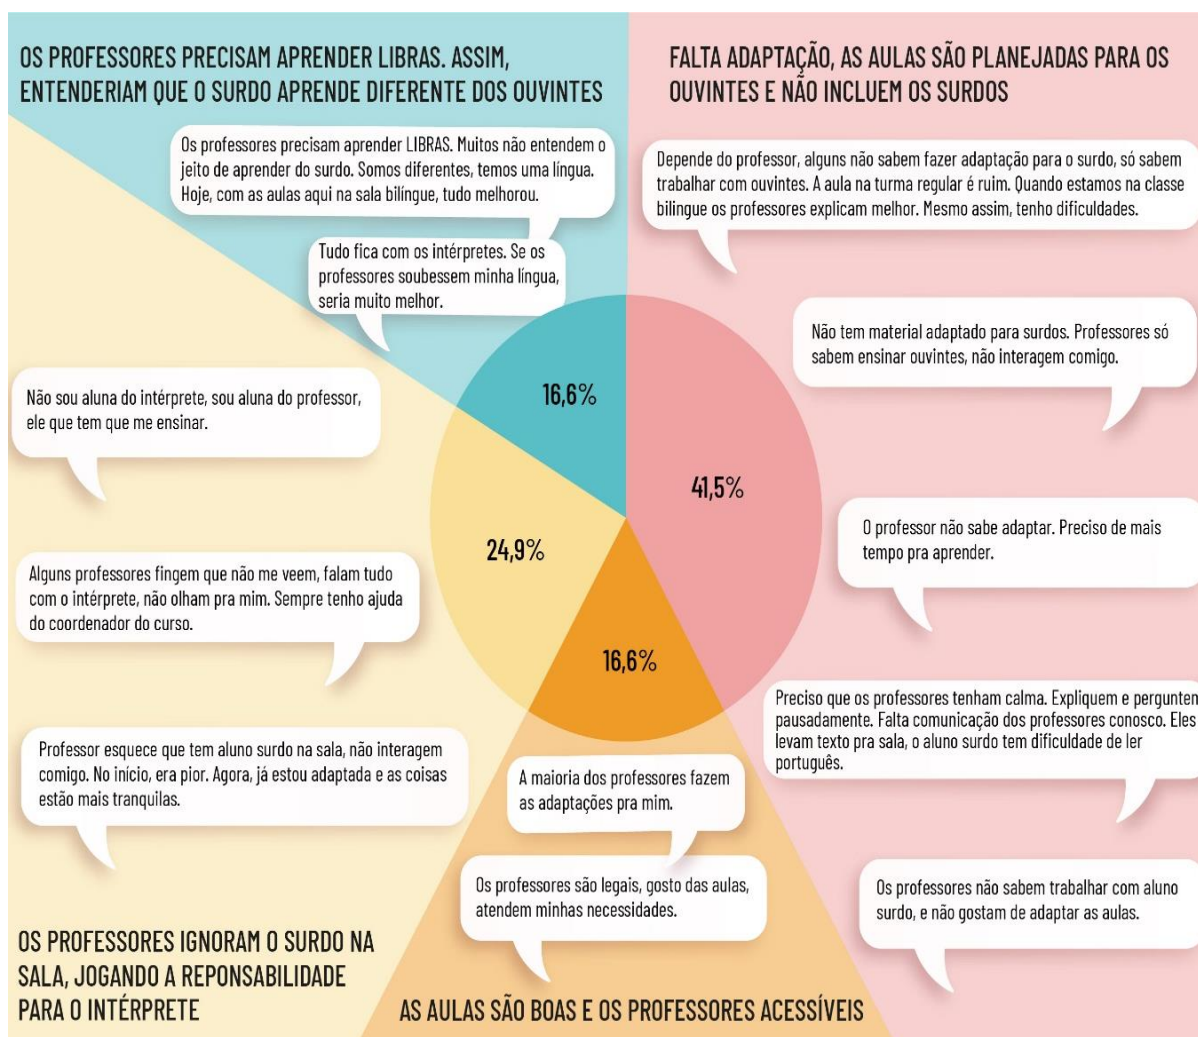 OS PROFESSORES PRECISAM APRENDER LIBRAS. ASSIM,
ENTENDERIAM QUE O SURDO APRENDE DIFERENTE DOS OUVINTES
Os professores precisam aprender LIBRAS. Muitos não entendem o
jeito de aprender do surdo. Somos diferentes, temos uma língua.
Hoje, com as aulas aqui na sala bilíngue, tudo melhorou.
Tudo fica com os intérpretes. Se os
professores soubessem minha língua,
seria muito melhor.
16,6%
FALTA ADAPTAÇÃO, AS AULAS SÃO PLANEJADAS PARA OS
OUVINTES E NÃO INCLUEM OS SURDOS
Depende do professor, alguns não sabem fazer adaptação para o surdo, só sabem
trabalhar com ouvintes. A aula na turma regular é ruim. Quando estamos na classe
bilingue os professores explicam melhor. Mesmo assim, tenho dificuldades.
Não tem material adaptado para surdos. Professores só
sabem ensinar ouvintes, não interagem comigo.
41,5%
O professor não sabe adaptar. Preciso de mais
tempo pra aprender.
Preciso que os professores tenham calma. Expliquem e perguntem
pausadamente. Falta comunicação dos professores conosco. Eles
levam texto pra sala, o aluno surdo tem dificuldade de ler
português.
Os professores não sabem trabalhar com aluno
surdo, e não gostam de adaptar as aulas.
Não sou aluna do intérprete, sou aluna do professor,
ele que tem que me ensinar.
24,9%
Alguns professores fingem que não me veem, falam tudo
com o intérprete, não olham pra mim. Sempre tenho ajuda
do coordenador do curso.
Professor esquece que tem aluno surdo na sala, não interagem
comigo. No início, era pior. Agora, já estou adaptada e as coisas
estão mais tranquilas.
OS PROFESSORES IGNORAM O SURDO NA
SALA, JOGANDO A REPONSABILIDADE
PARA O INTÉRPRETE
16,6%
A maioria dos professores fazem
as adaptações pra mim.
Os professores são legais, gosto das aulas,
atendem minhas necessidades.
AS AULAS SÃO BOAS E OS PROFESSORES ACESSÍVEIS